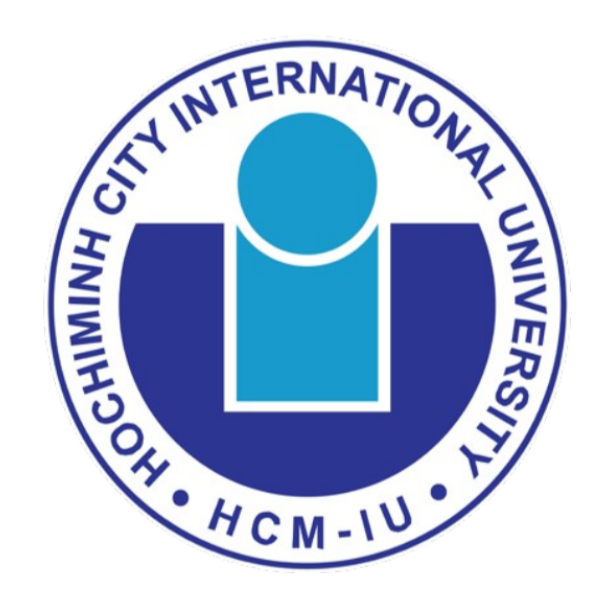 HOCHIMINH CITY INTERNATIONAL UNIVERSITY
• HCM-IU •